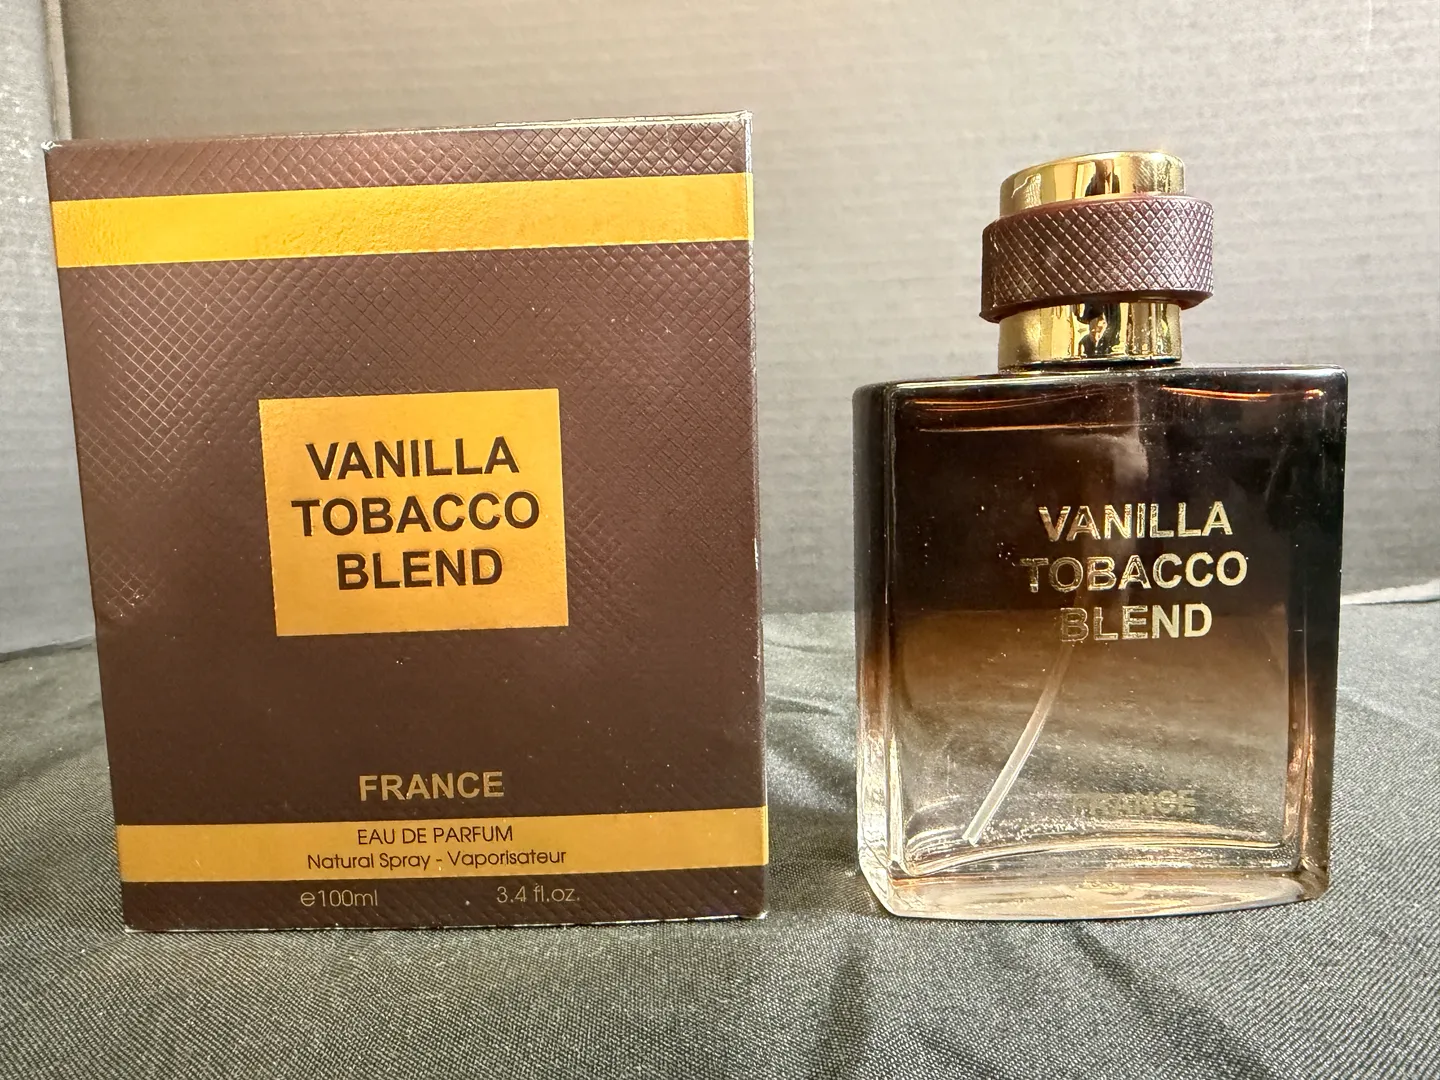 VANILLA
TOBACCO
BLEND
FRANCE
EAU DE PARFUM
Natural Spray - Vaporisateur
e100ml 3.4 fl.oz.
VANILLA
TOBACCO
BLEND
FRANCE